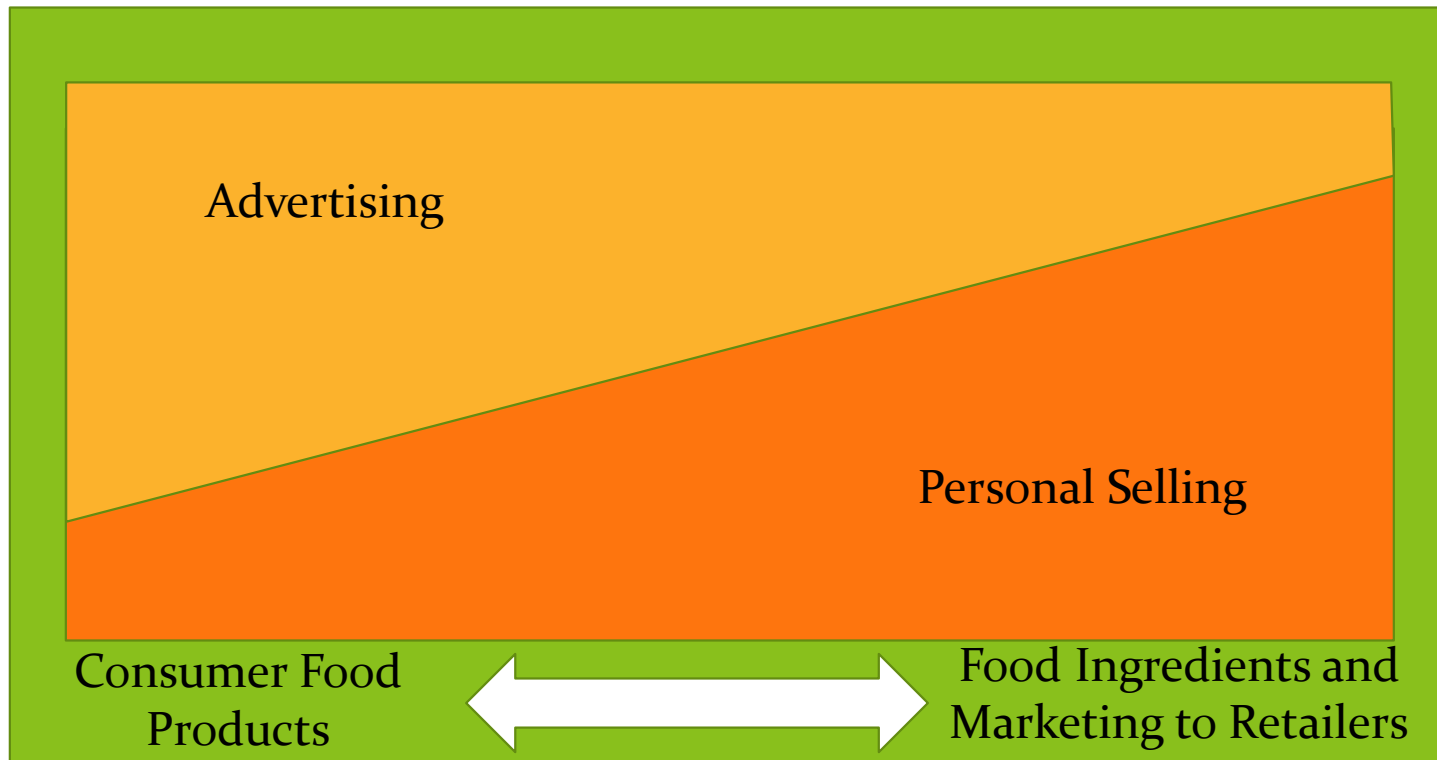 Advertising
Personal Selling
Consumer Food
Products
Food Ingredients and
Marketing to Retailers